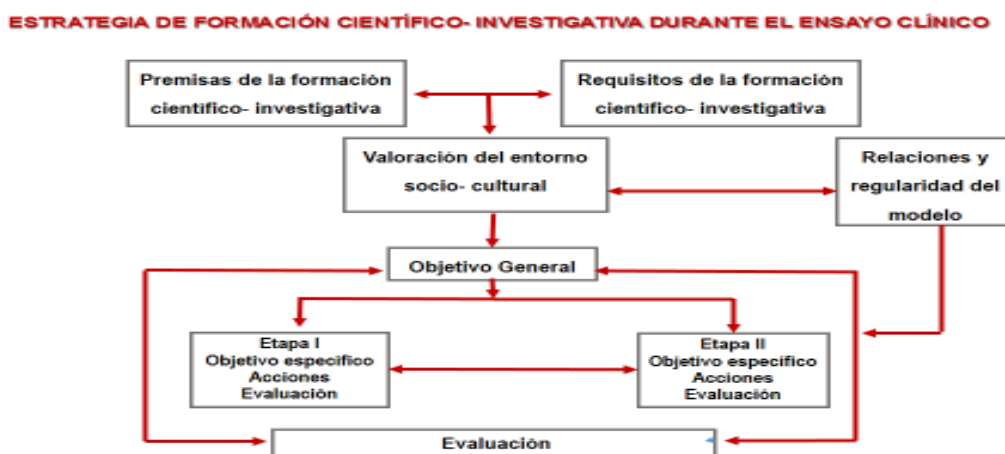 ESTRATEGIA DE FORMACIÓN CIENTÍFICO- INVESTIGATIVA DURANTE EL ENSAYO CLÍNICO
Premisas de la formación
científico- investigativa
Requisitos de la formación
científico- investigativa
Valoración del entorno
socio- cultural
Relaciones y
regularidad del
modelo
Objetivo General
Etapa I
Objetivo específico
Acciones
Evaluación
Etapa II
Objetivo específico
Acciones
Evaluación
Evaluación